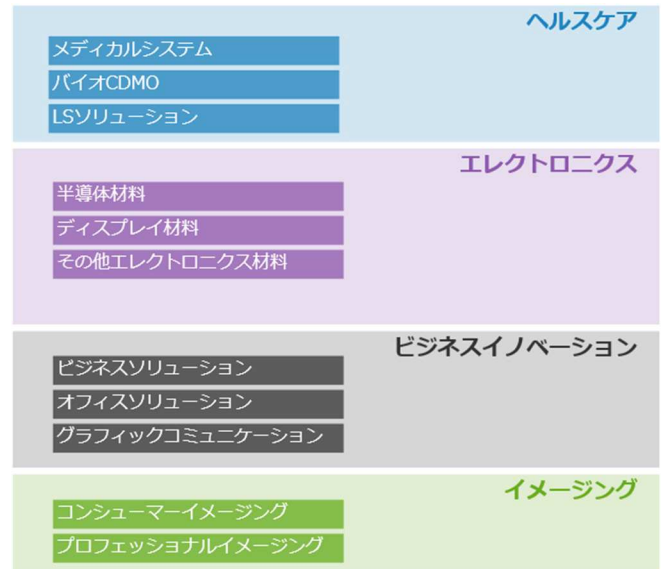 ヘルスケア
メディカルシステム
バイオCDMO
LSソリューション
エレクトロニクス
半導体材料
ディスプレイ材料
その他エレクトロニクス材料
ビジネスイノベーション
ビジネスソリューション
オフィスソリューション
グラフィックコミュニケーション
イメージング
コンシューマーイメージング
プロフェッショナルイメージング